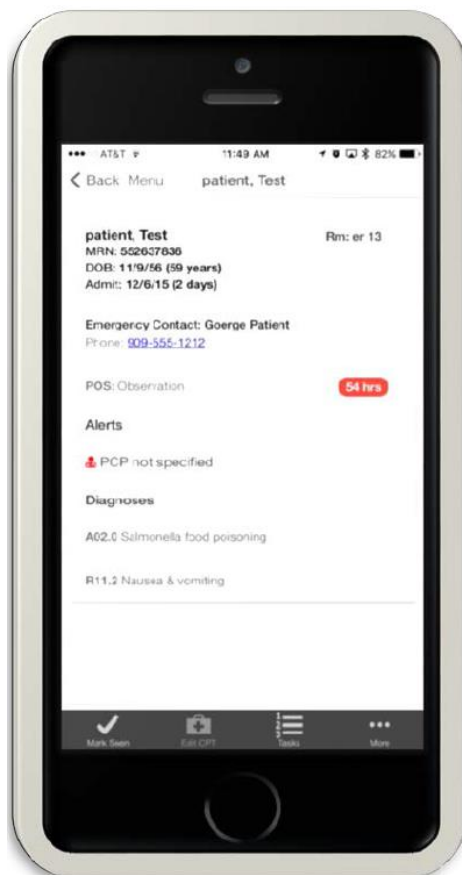 AT&T 11:49 AM 82%
Back Menu patient, Test
patient, Test Rm: er 13
MRN: 552637836
DOB: 11/9/56 (59 years)
Admit: 12/6/15 (2 days)
Emergency Contact: Goerge Patient
Phone: 909-555-1212
POS: Observation 54 hrs
Alerts
PCP not specified
Diagnoses
A02.0 Salmonella food poisoning
R11.2 Nausea & vomiting
1
2
3
Mark Seen Edit CPT Tasks More